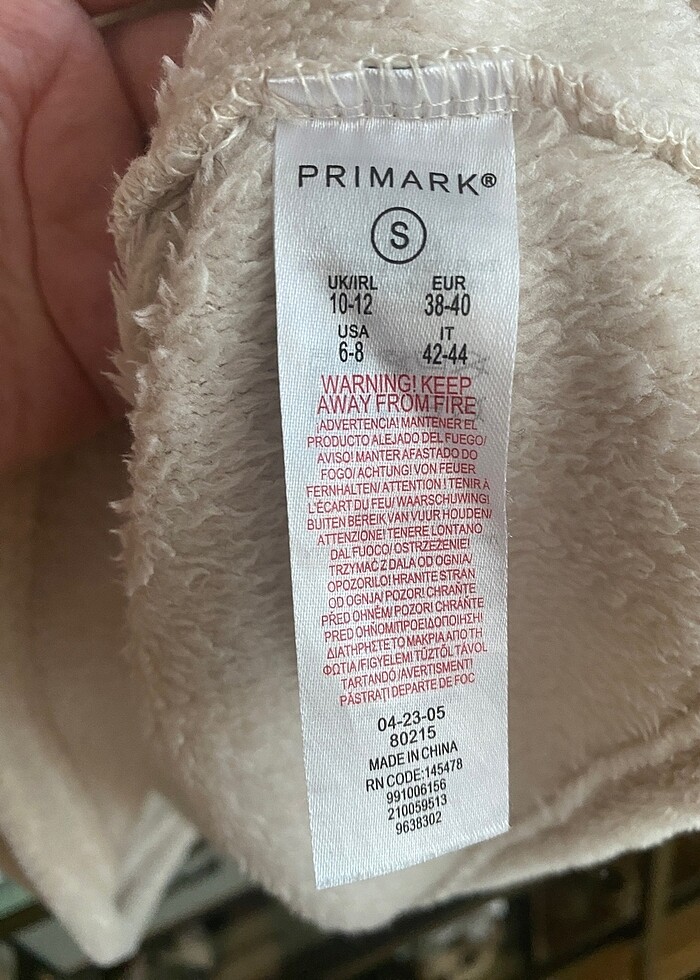 PRIMARK®
S
UK/IRL EUR
10-12 38-40
USA IT
6-8 42-44
WARNING! KEEP
AWAY FROM FIRE
¡ADVERTENCIA! MANTENER EL
PRODUCTO ALEJADO DEL FUEGO/
AVISO! MANTER AFASTADO DO
FOGO/ ACHTUNG! VON FEUER
FERNHALTEN/ ATTENTION ! TENIR À
L'ÉCART DU FEU/ WAARSCHUWING!
BUITEN BEREIK VAN VUUR HOUDEN/
ATTENZIONE! TENERE LONTANO
DAL FUOCO/ OSTRZEŻENIE!
TRZYMAĆ Z DALA OD OGNIA/
OPOZORILO! HRANITE STRAN
OD OGNJA/ POZOR! CHRAŇTE
PŘED OHNĚM/ POZOR! CHRÁŇTE
PRED OHŇOM/ΠΡΟΕΙΔΟΠΟΙΗΣΗ!
ΔΙΑΤΗΡΗΣΤΕ ΤΟ ΜΑΚΡΙΑ ΑΠΟ ΤΗ
ΦΩΤΙΑ/FIGYELEM! TŰZTŐL TÁVOL
TARTANDÓ/AVERTISMENT!
PĂSTRAȚI DEPARTE DE FOC
04-23-05
80215
MADE IN CHINA
RN CODE:145478
991006156
210059513
9638302